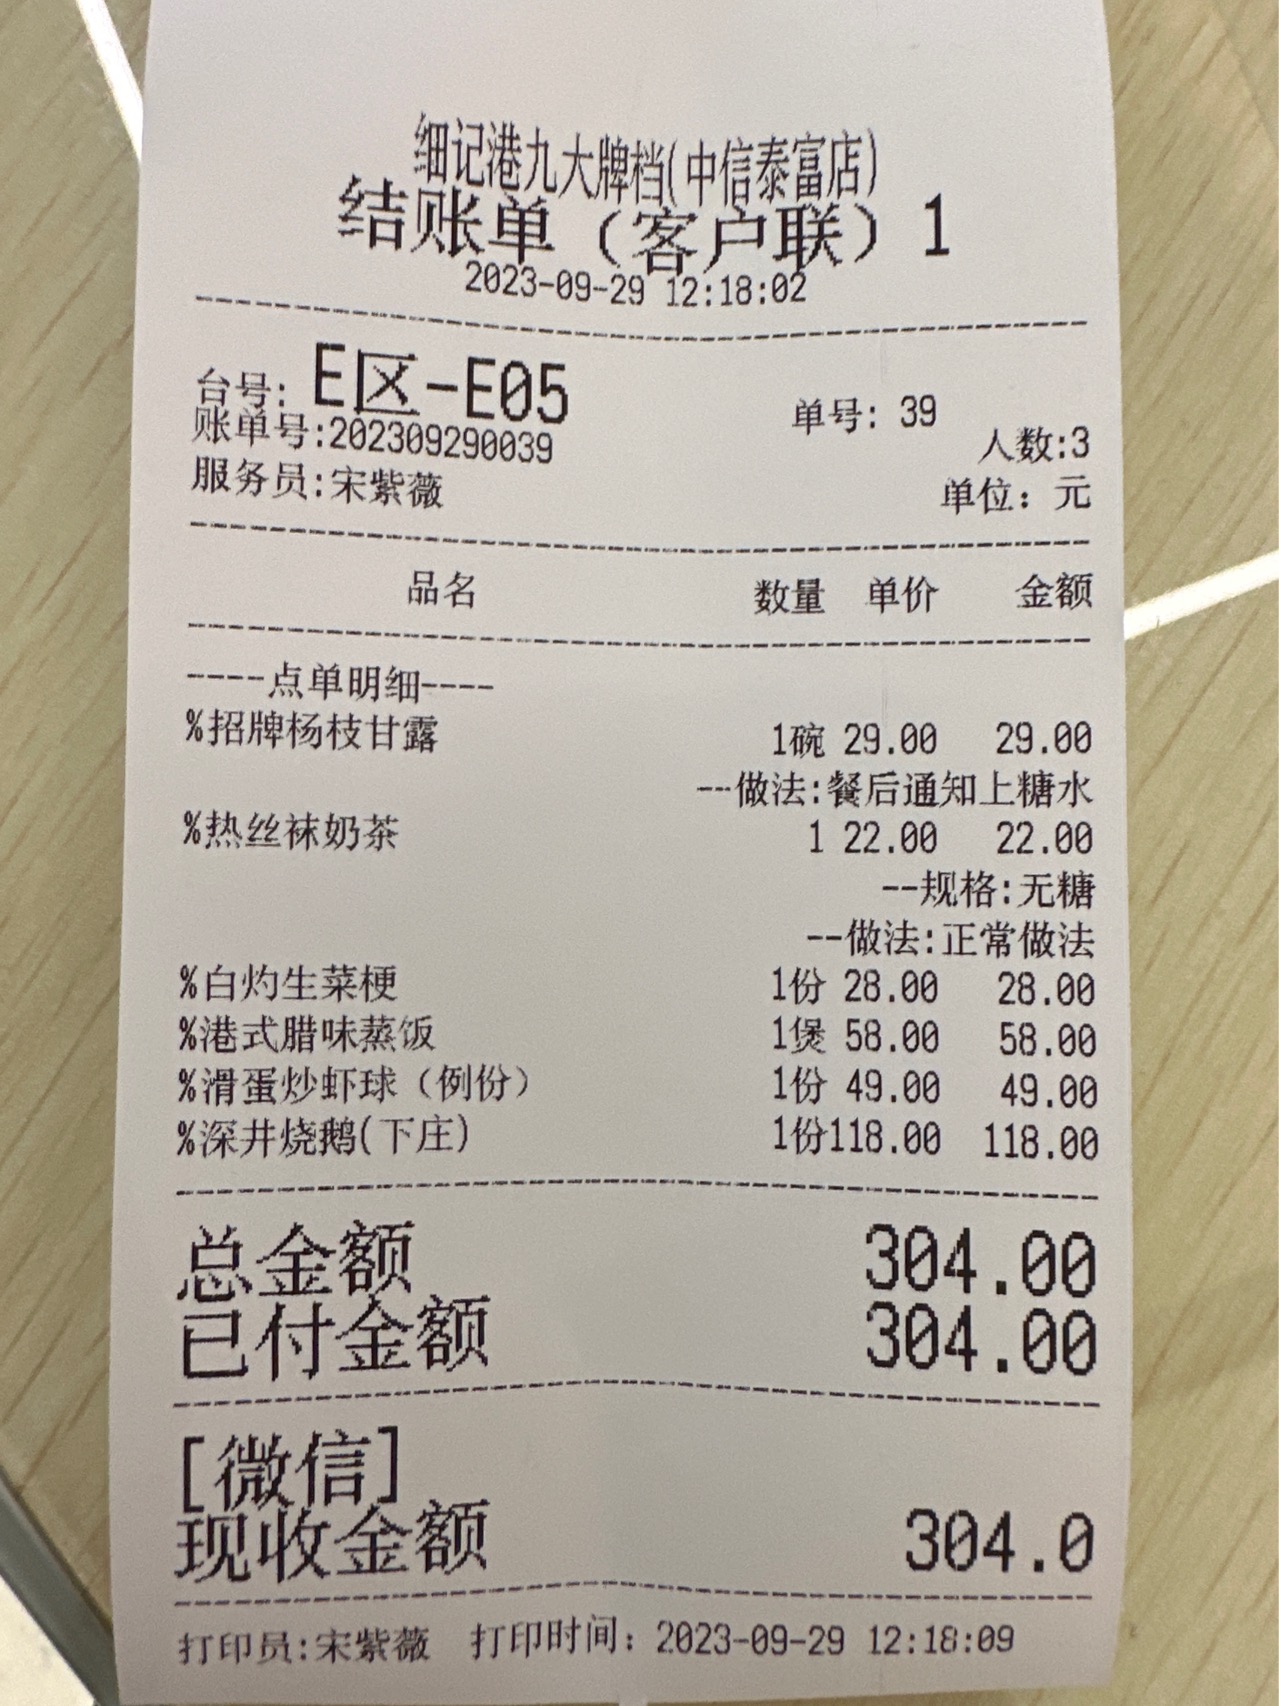 细记港九大牌档(中信泰富店)
结账单（客户联）1
2023-09-29 12:18:02
台号: E区-E05 单号: 39
账单号:202309290039 人数:3
服务员:宋紫薇 单位: 元
品名 数量 单价 金额
----点单明细----
%招牌杨枝甘露 1碗 29.00 29.00
--做法:餐后通知上糖水
%热丝袜奶茶 1 22.00 22.00
--规格:无糖
--做法:正常做法
%白灼生菜梗 1份 28.00 28.00
%港式腊味蒸饭 1煲 58.00 58.00
%滑蛋炒虾球（例份） 1份 49.00 49.00
%深井烧鹅(下庄) 1份118.00 118.00
总金额 304.00
已付金额 304.00
[微信]
现收金额 304.0
打印员:宋紫薇 打印时间: 2023-09-29 12:18:09